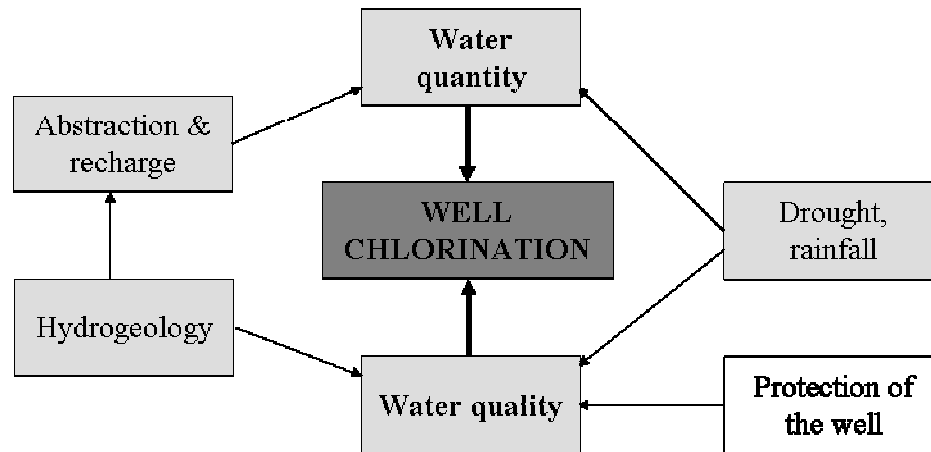 Water
quantity
Abstraction &
recharge
WELL
CHLORINATION
Drought,
rainfall
Hydrogeology
Water quality
Protection of
the well